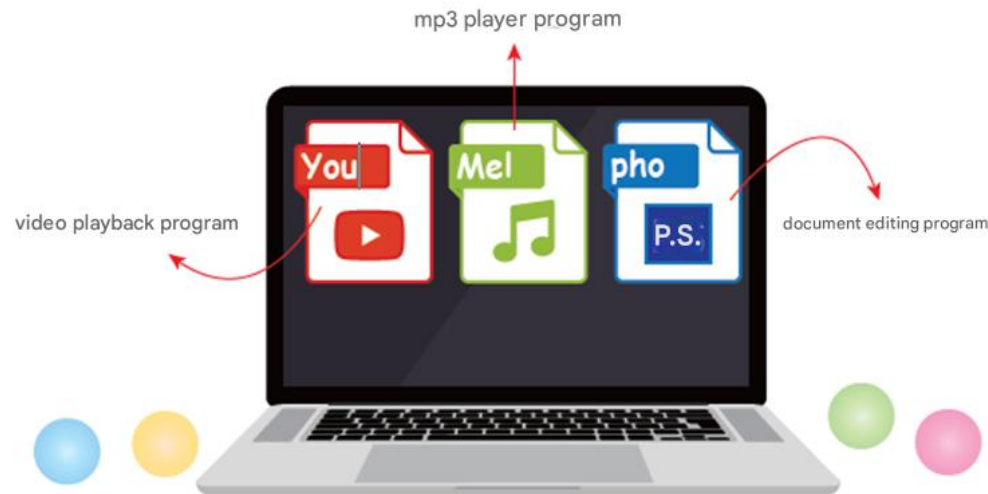 mp3 player program
You
Mel
pho
video playback program
P.S.
document editing program